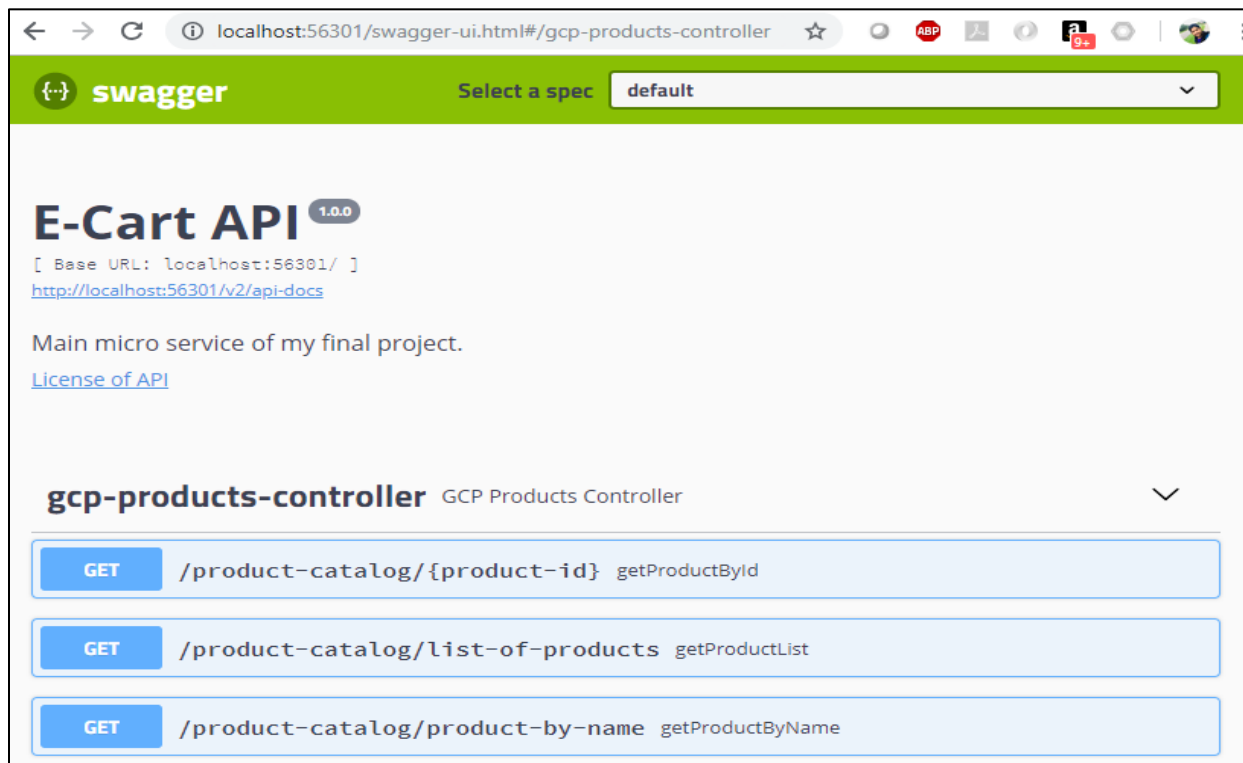 localhost:56301/swagger-ui.html#/gcp-products-controller ABP a 9+
{··} swagger Select a spec default
E-Cart API 1.0.0
[ Base URL: localhost:56301/ ]
http://localhost:56301/v2/api-docs
Main micro service of my final project.
License of API
gcp-products-controller GCP Products Controller
GET /product-catalog/{product-id} getProductById
GET /product-catalog/list-of-products getProductList
GET /product-catalog/product-by-name getProductByName